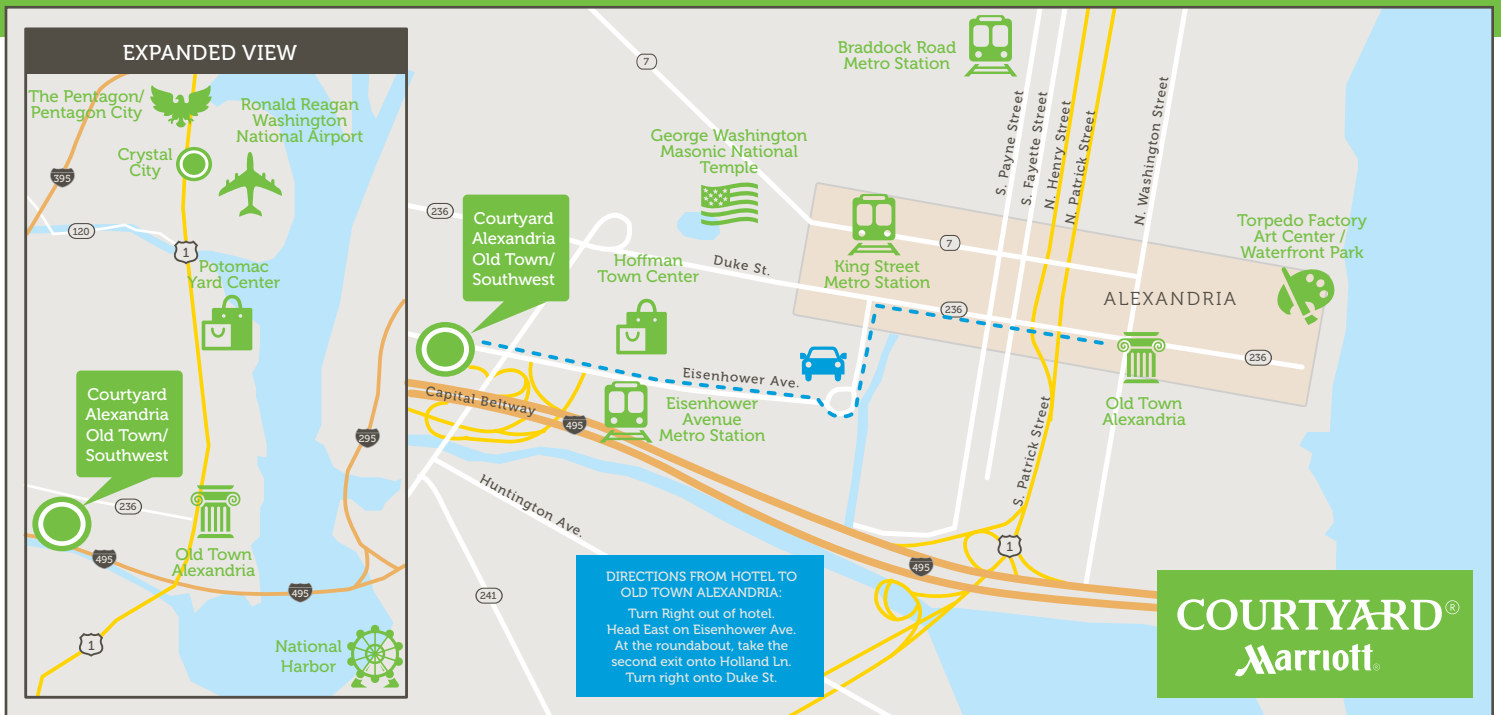 EXPANDED VIEW
The Pentagon/
Pentagon City
Ronald Reagan
Washington
National Airport
Crystal
City
395
120
1
Potomac
Yard Center
Courtyard
Alexandria
Old Town/
Southwest
295
236
Old Town
Alexandria
495
495
1
National
Harbor
7
Braddock Road
Metro Station
George Washington
Masonic National
Temple
S. Payne Street
S. Fayette Street
N. Henry Street
N. Patrick Street
N. Washington Street
236
Courtyard
Alexandria
Old Town/
Southwest
Hoffman
Town Center
Duke St.
King Street
Metro Station
7
Torpedo Factory
Art Center /
Waterfront Park
ALEXANDRIA
236
236
Eisenhower Ave.
Capital Beltway
495
Eisenhower
Avenue
Metro Station
Old Town
Alexandria
S. Patrick Street
Huntington Ave.
241
495
1
DIRECTIONS FROM HOTEL TO
OLD TOWN ALEXANDRIA:
Turn Right out of hotel.
Head East on Eisenhower Ave.
At the roundabout, take the
second exit onto Holland Ln.
Turn right onto Duke St.
COURTYARD®
Marriott®